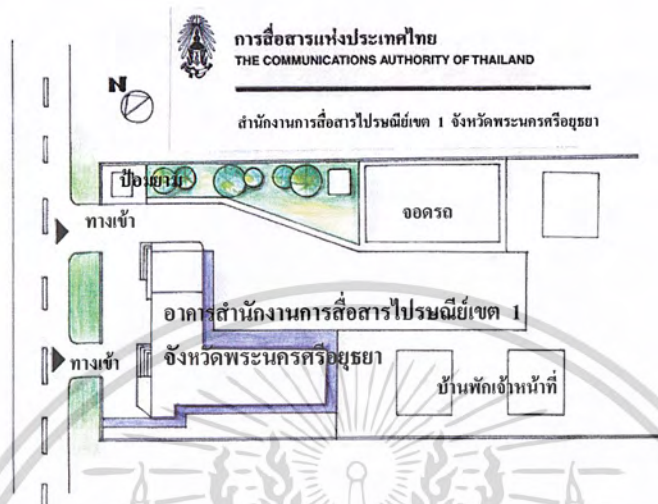 การสื่อสารแห่งประเทศไทย
THE COMMUNICATIONS AUTHORITY OF THAILAND
N
สำนักงานการสื่อสารไปรษณีย์เขต 1 จังหวัดพระนครศรีอยุธยา
ป้อมยาม
ทางเข้า
จอดรถ
อาคารสำนักงานการสื่อสารไปรษณีย์เขต 1
จังหวัดพระนครศรีอยุธยา
ทางเข้า
บ้านพักเจ้าหน้าที่